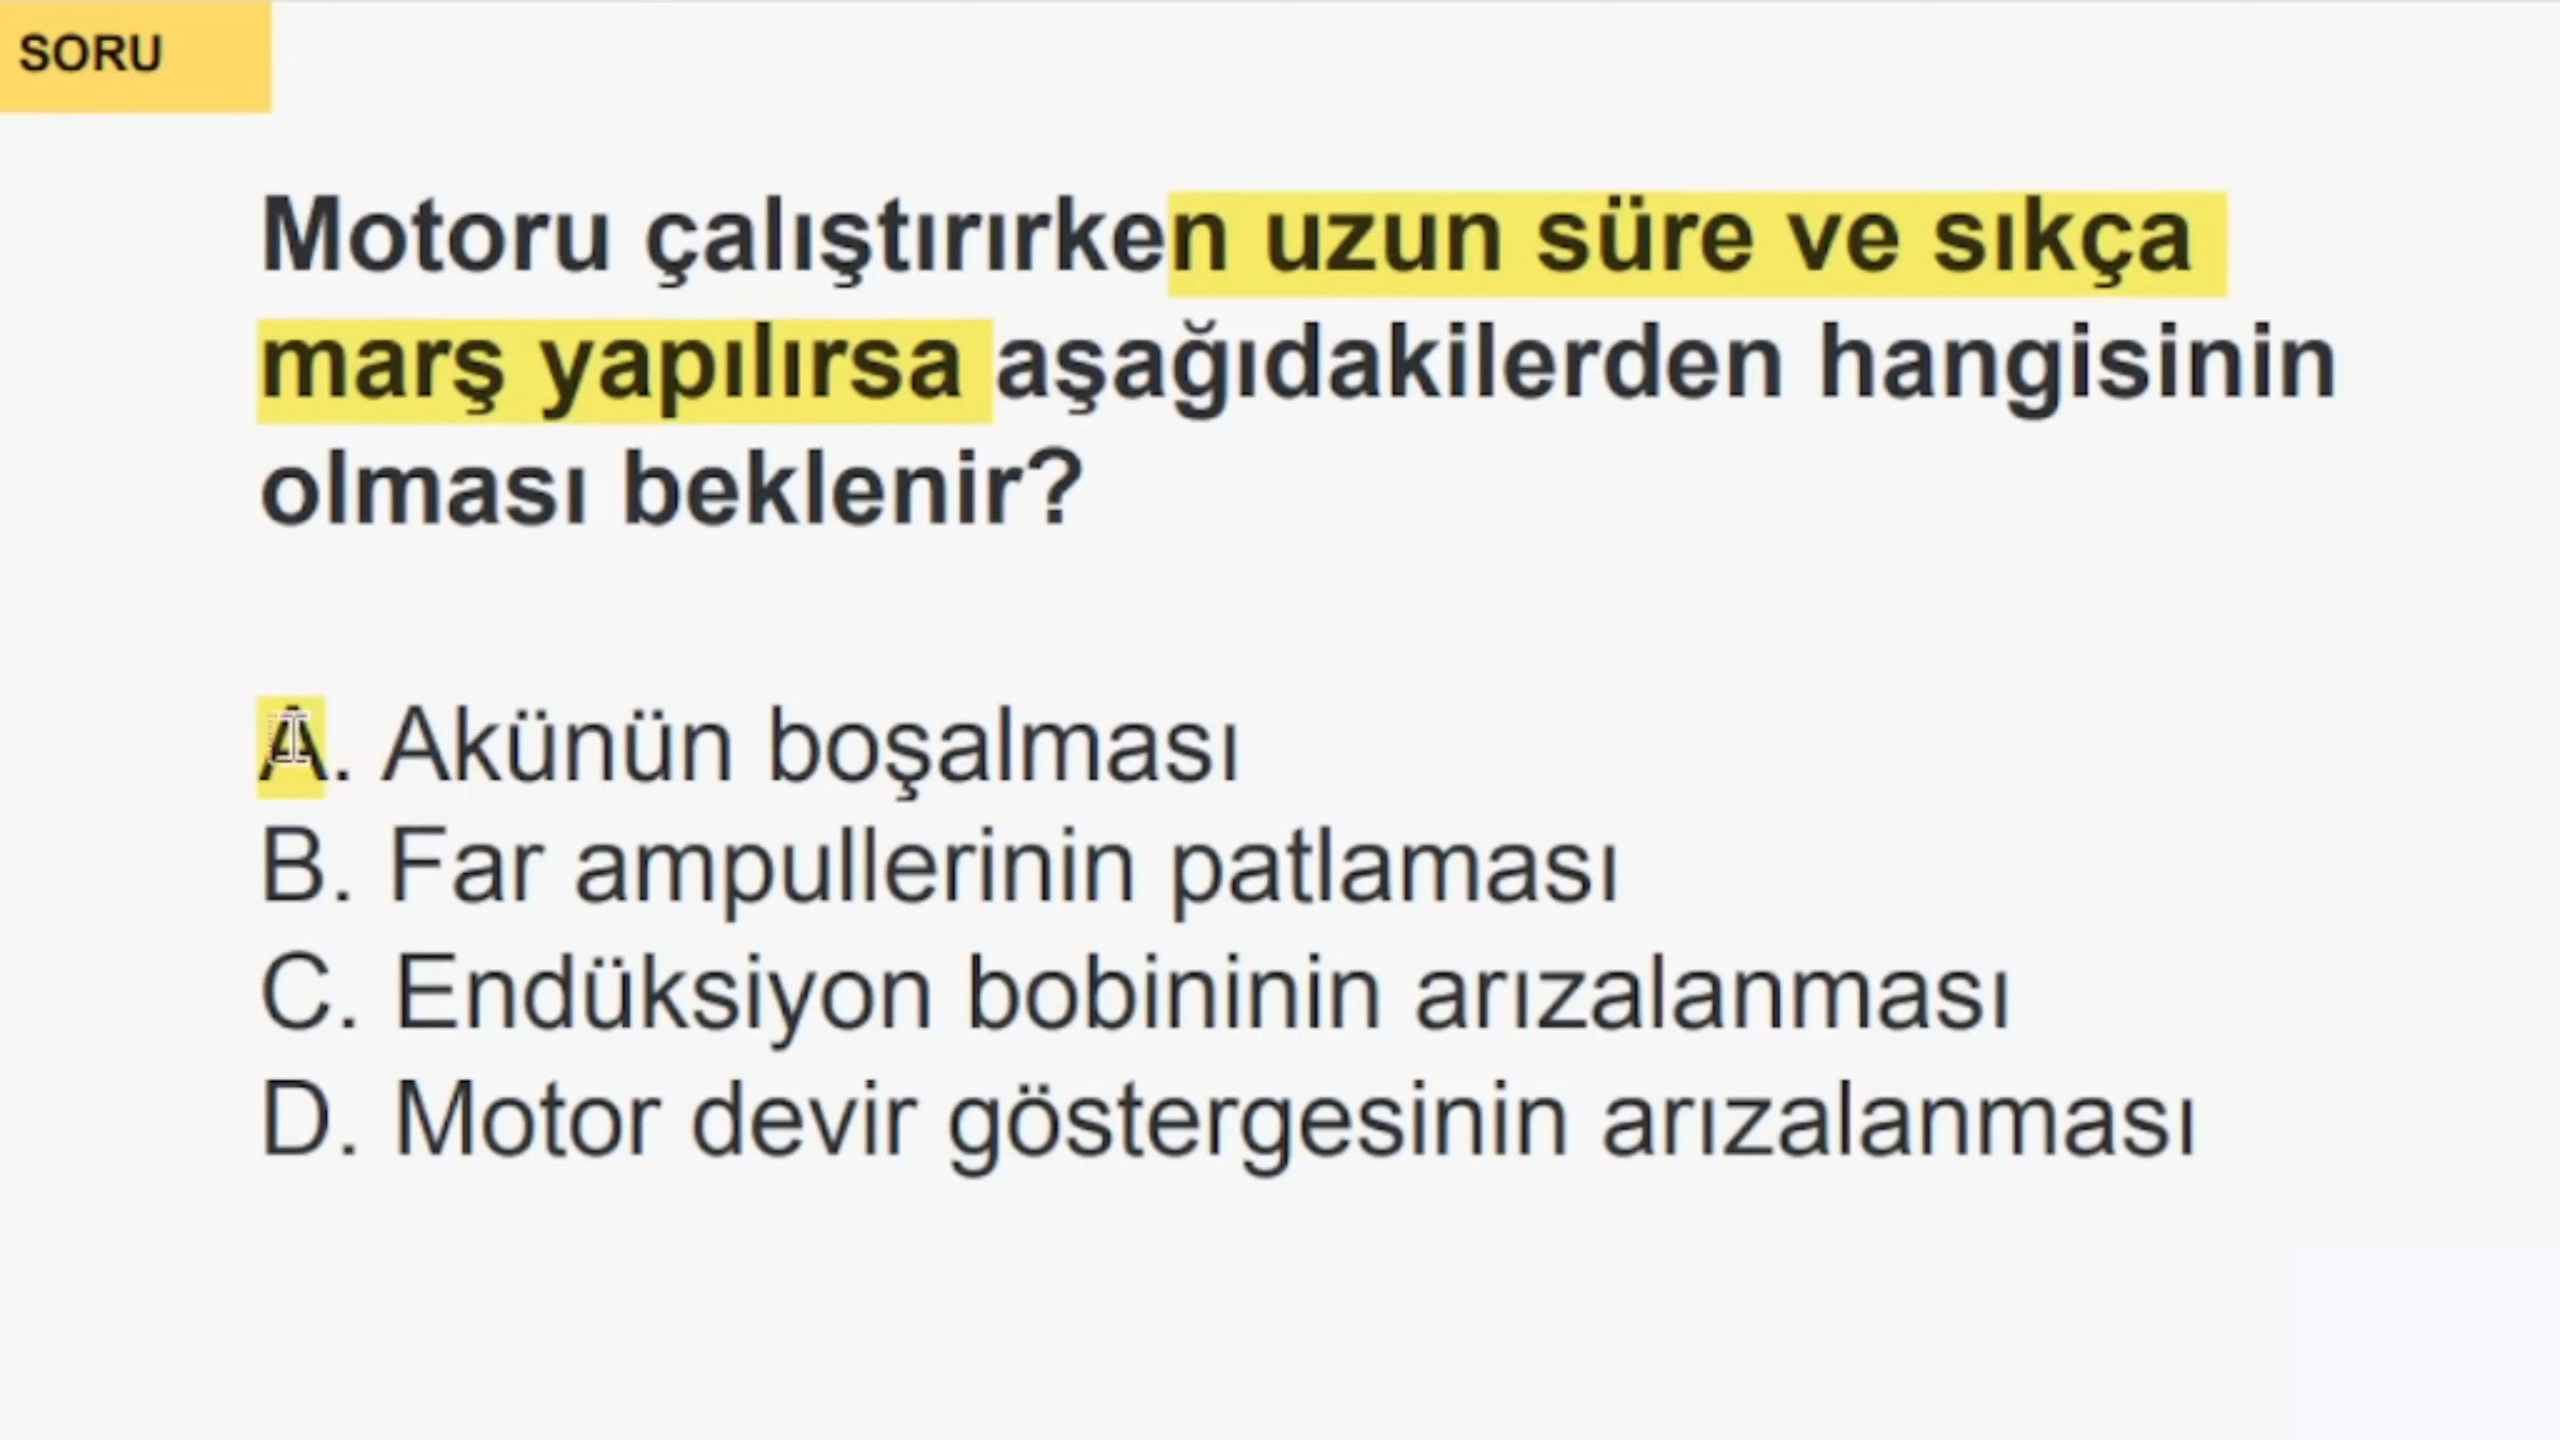 SORU
Motoru çalıştırırken uzun süre ve sıkça
marş yapılırsa aşağıdakilerden hangisinin
olması beklenir?
A. Akünün boşalması
B. Far ampullerinin patlaması
C. Endüksiyon bobininin arızalanması
D. Motor devir göstergesinin arızalanması